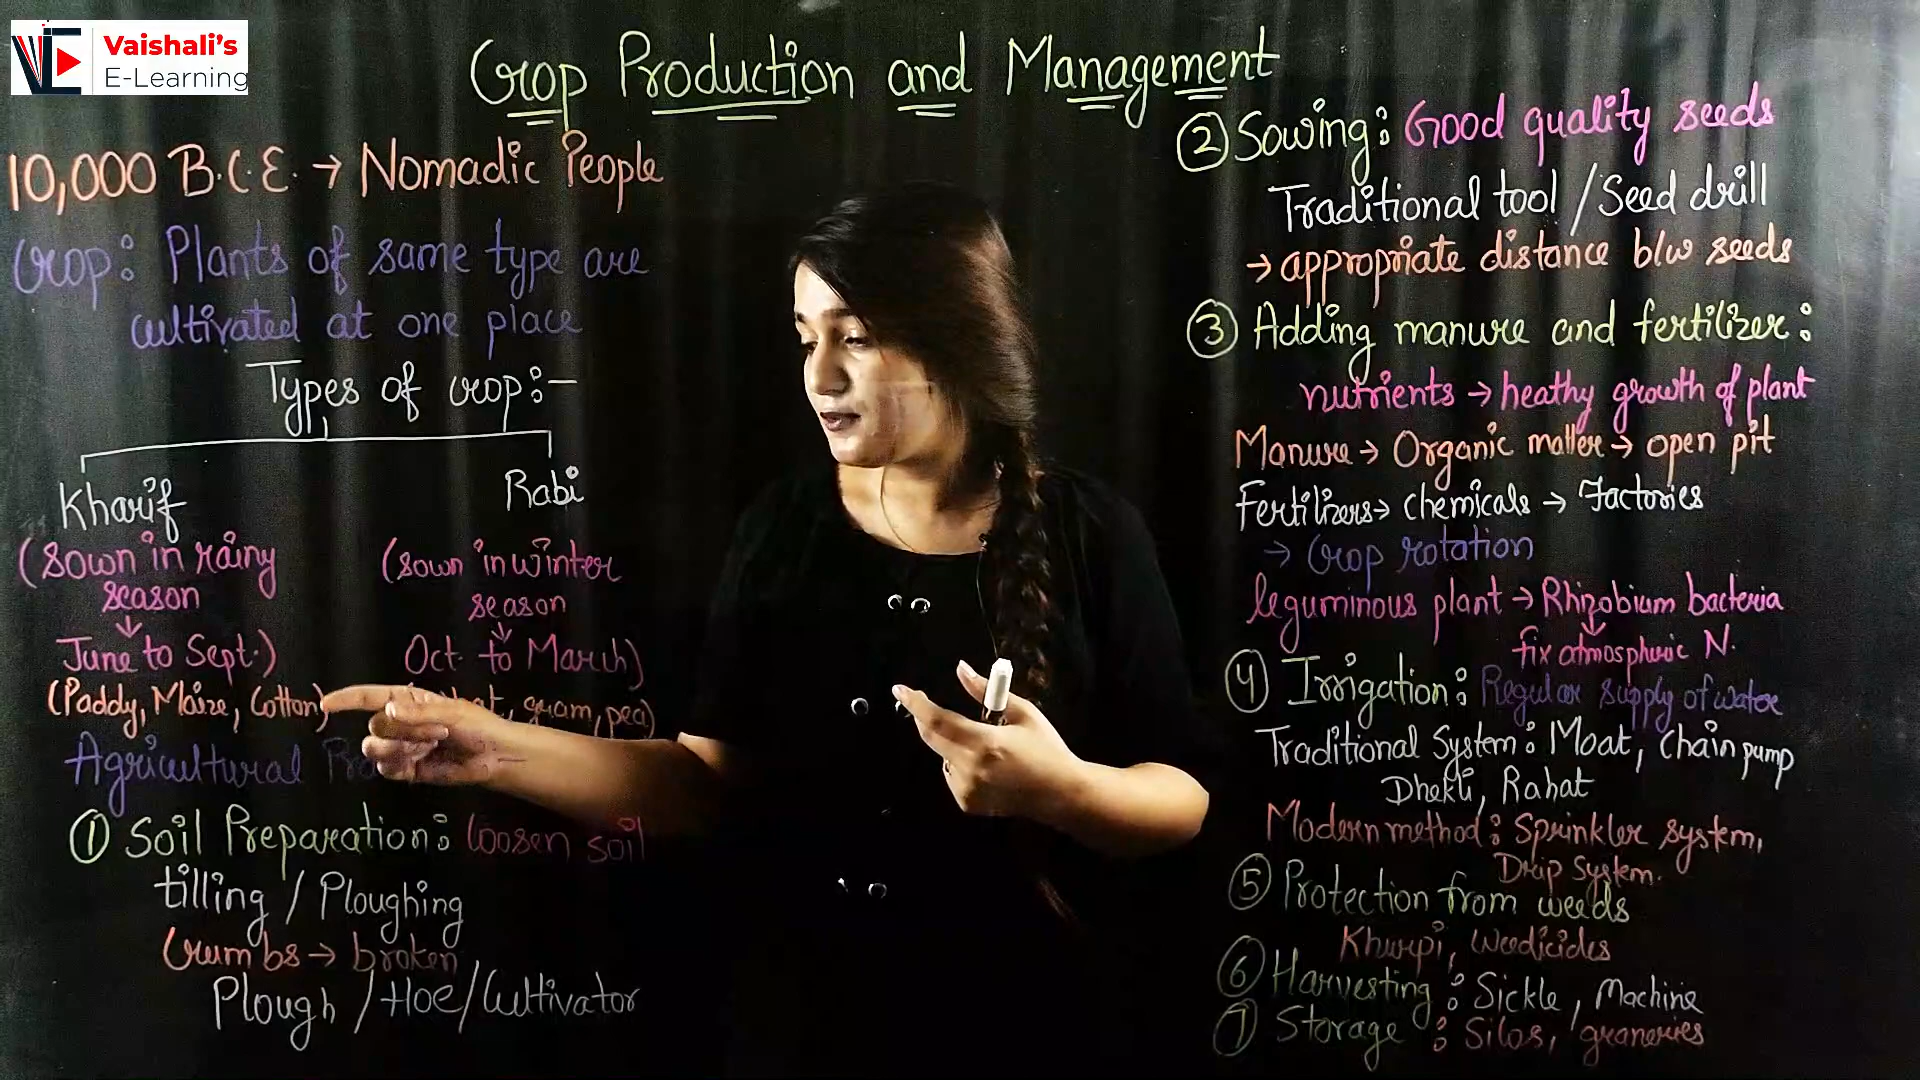 Vaishali's
E-Learning
Crop Production and Management
10,000 B.C.E. → Nomadic People
Crop: Plants of same type are
cultivated at one place
Types of crop:-
Kharif
(Sown in rainy
season
↓
June to Sept.)
(Paddy, Maize, Cotton)
Rabi
(Sown in winter
season
↓
Oct. to March)
gram, pea)
Agricultural
① Soil Preparation: loosen soil
tilling / Ploughing
Crumbs → broken
Plough / Hoe / Cultivator
② Sowing: Good quality seeds
Traditional tool / Seed drill
→ appropriate distance b/w seeds
③ Adding manure and fertilizer:
nutrients → heathy growth of plant
Manure → Organic matter → open pit
Fertilizers → chemicals → Factories
→ Crop rotation
leguminous plant → Rhizobium bacteria
↓
fix atmospheric N.
④ Irrigation: Regular supply of water
Traditional System: Moat, Chain pump
Dhekli, Rahat
Modern method: Sprinkler system,
Drip System.
⑤ Protection from weeds
Khurpi, Weedicides
⑥ Harvesting: Sickle, Machine
⑦ Storage: Silos, graneries